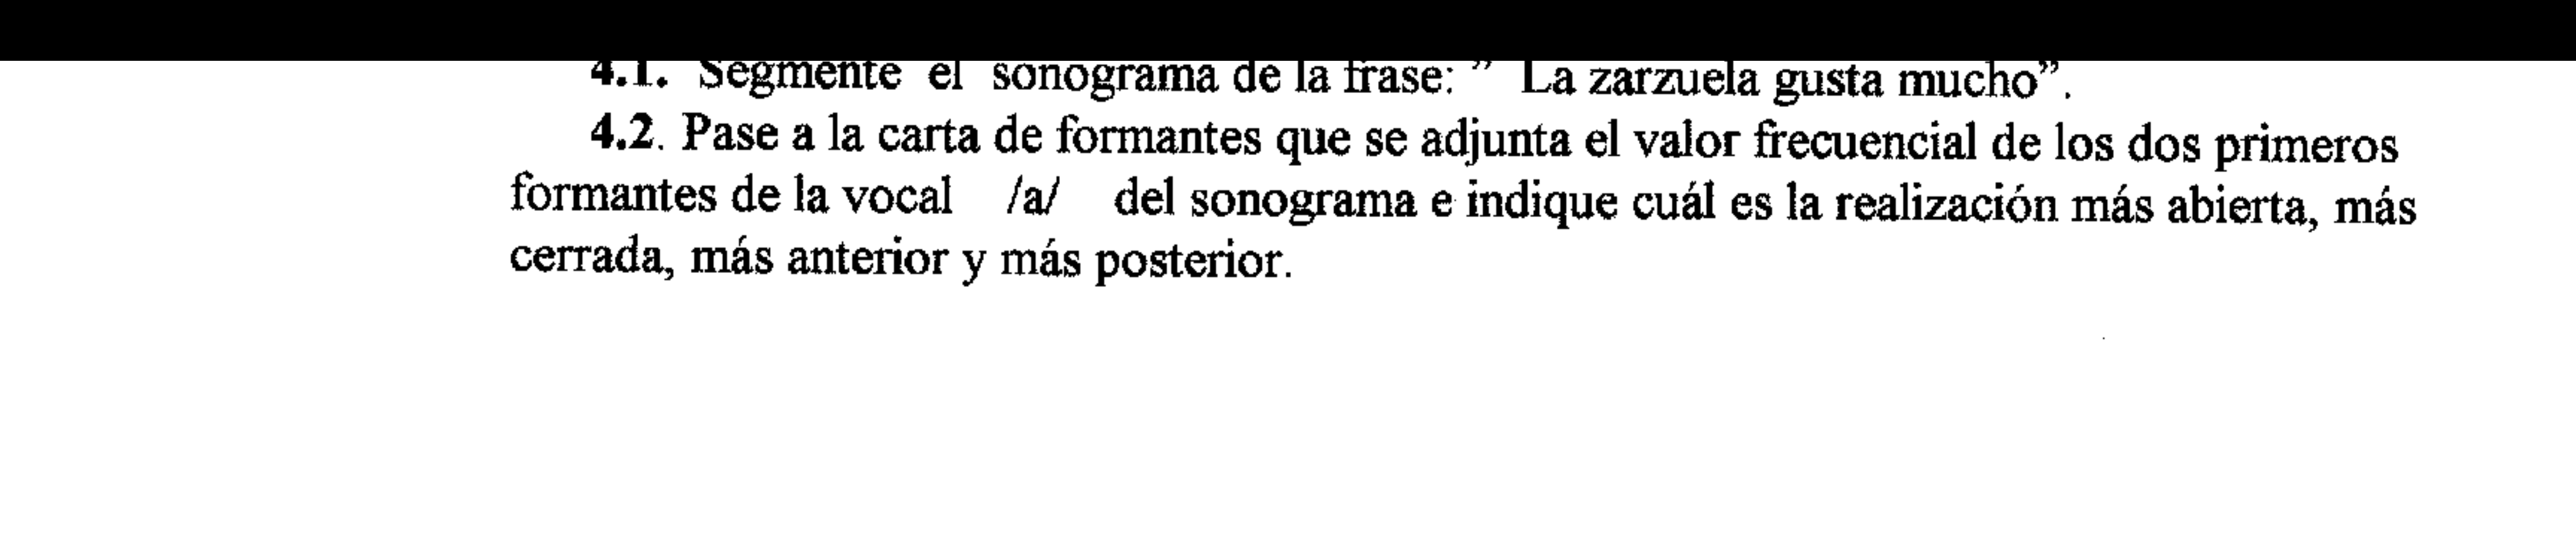 4.1. Segmente el sonograma de la frase: ” La zarzuela gusta mucho”.
4.2. Pase a la carta de formantes que se adjunta el valor frecuencial de los dos primeros
formantes de la vocal /a/ del sonograma e indique cuál es la realización más abierta, más
cerrada, más anterior y más posterior.